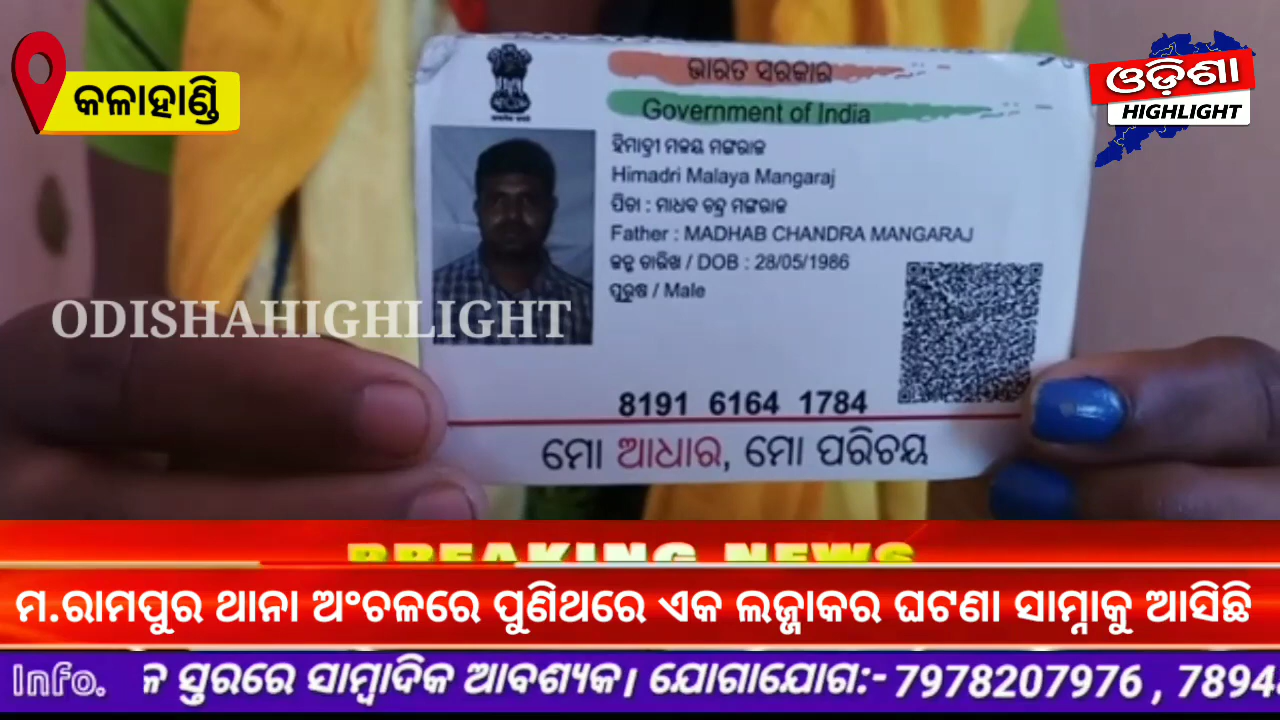 କଳାହାଣ୍ଡି
ଓଡ଼ିଶା
HIGHLIGHT
ଭାରତ ସରକାର
Government of India
ହିମାଦ୍ରୀ ମଳୟ ମଙ୍ଗରାଜ
Himadri Malaya Mangaraj
ପିତା : ମାଧବ ଚନ୍ଦ୍ର ମଙ୍ଗରାଜ
Father : MADHAB CHANDRA MANGARAJ
ଜନ୍ମ ତାରିଖ / DOB : 28/05/1986
ପୁରୁଷ / Male
ODISHAHIGHLIGHT
8191 6164 1784
ମୋ ଆଧାର, ମୋ ପରିଚୟ
BREAKING NEWS
ମ.ରାମପୁର ଥାନା ଅଂଚଳରେ ପୁଣିଥରେ ଏକ ଲଜ୍ଜାକର ଘଟଣା ସାମ୍ନାକୁ ଆସିଛି
Info. ସ୍ତରରେ ସାମ୍ବାଦିକ ଆବଶ୍ୟକ। ଯୋଗାଯୋଗ:- 7978207976 ,